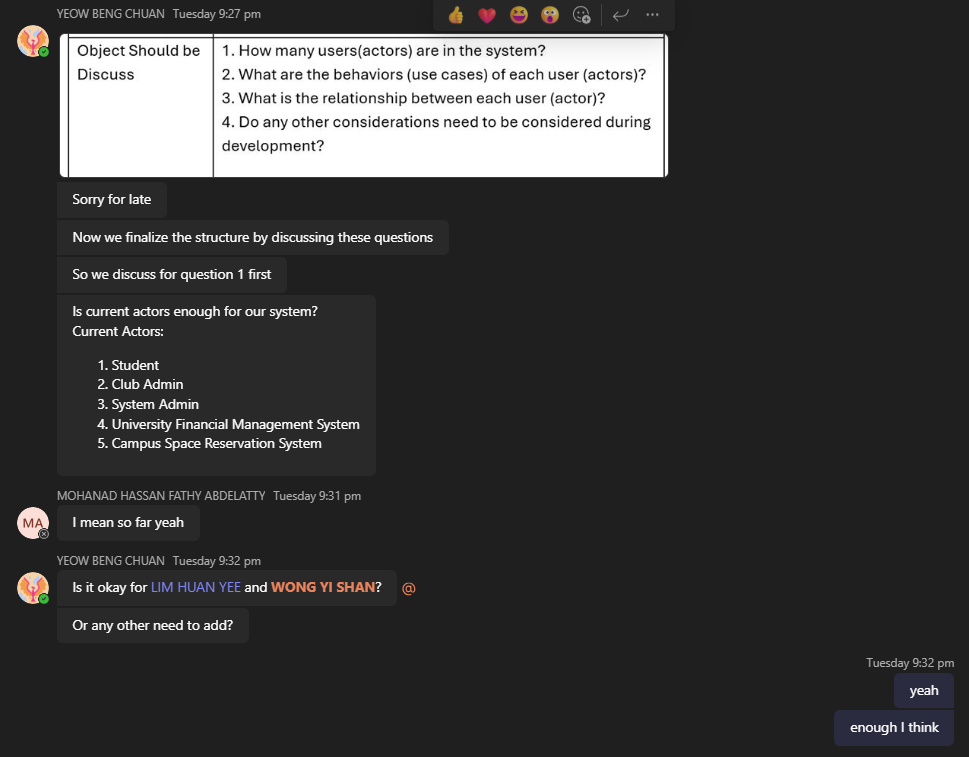 YEOW BENG CHUAN Tuesday 9:27 pm
Object Should be
Discuss
1. How many users(actors) are in the system?
2. What are the behaviors (use cases) of each user (actors)?
3. What is the relationship between each user (actor)?
4. Do any other considerations need to be considered during
development?
Sorry for late
Now we finalize the structure by discussing these questions
So we discuss for question 1 first
Is current actors enough for our system?
Current Actors:
1. Student
2. Club Admin
3. System Admin
4. University Financial Management System
5. Campus Space Reservation System
MOHANAD HASSAN FATHY ABDELATTY Tuesday 9:31 pm
MA
I mean so far yeah
YEOW BENG CHUAN Tuesday 9:32 pm
Is it okay for LIM HUAN YEE and WONG YI SHAN? @
Or any other need to add?
Tuesday 9:32 pm
yeah
enough I think